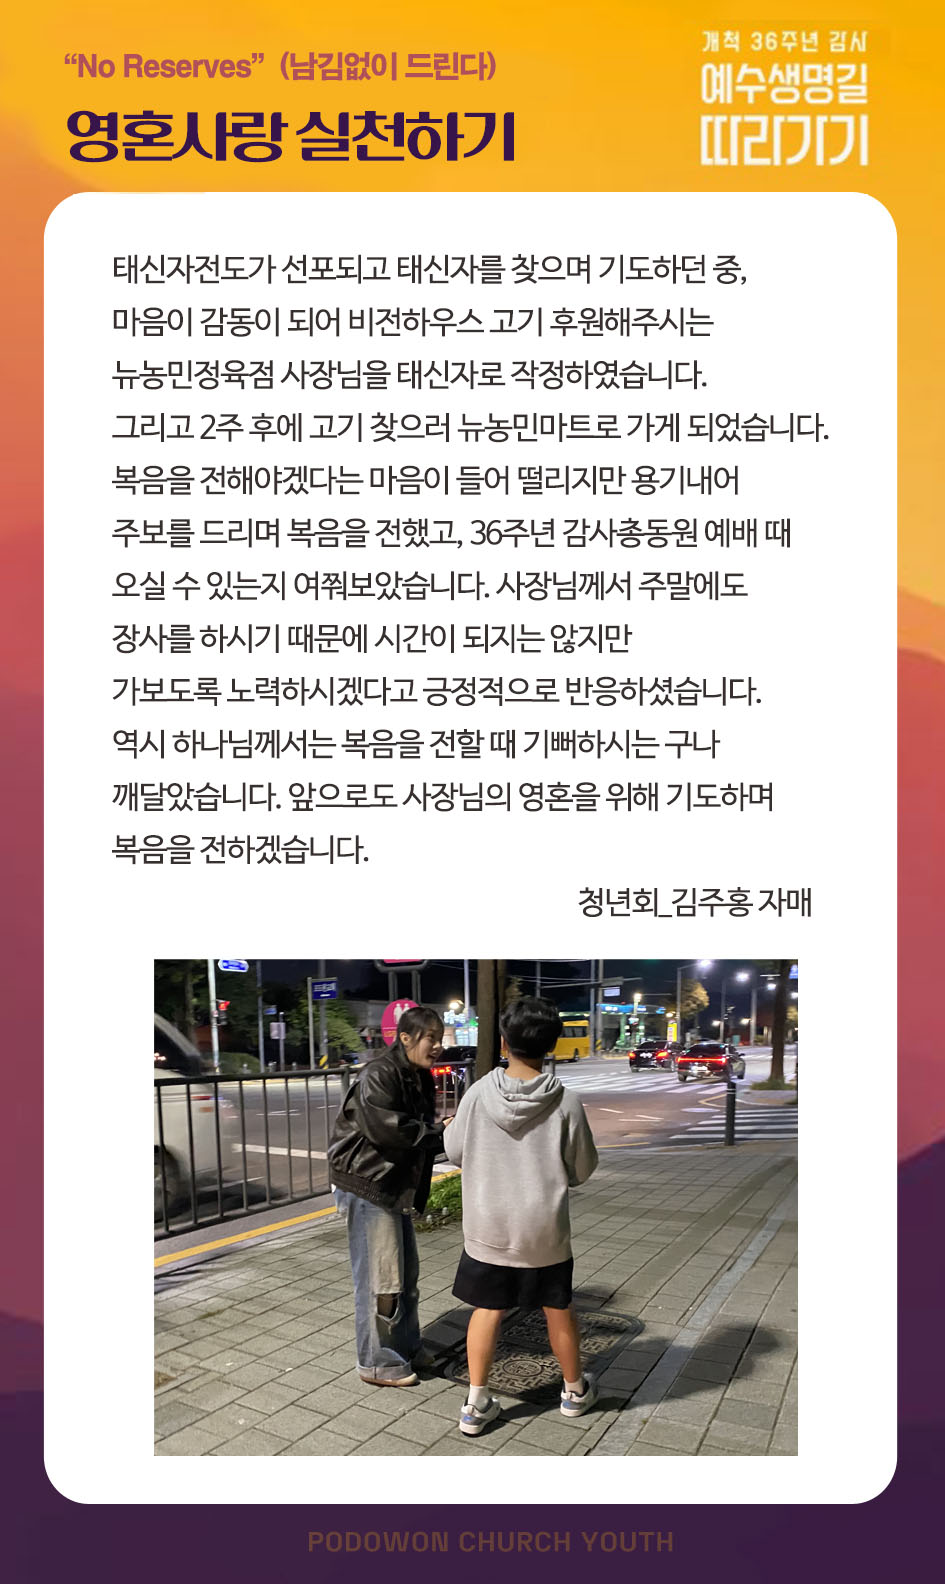 “No Reserves” (남김없이 드린다)
영혼사랑 실천하기
개척 36주년 감사
예수생명길
따라가기
태신자전도가 선포되고 태신자를 찾으며 기도하던 중,
마음이 감동이 되어 비전하우스 고기 후원해주시는
뉴농민정육점 사장님을 태신자로 작정하였습니다.
그리고 2주 후에 고기 찾으러 뉴농민마트로 가게 되었습니다.
복음을 전해야겠다는 마음이 들어 떨리지만 용기내어
주보를 드리며 복음을 전했고, 36주년 감사총동원 예배 때
오실 수 있는지 여쭤보았습니다. 사장님께서 주말에도
장사를 하시기 때문에 시간이 되지는 않지만
가보도록 노력하시겠다고 긍정적으로 반응하셨습니다.
역시 하나님께서는 복음을 전할 때 기뻐하시는 구나
깨달았습니다. 앞으로도 사장님의 영혼을 위해 기도하며
복음을 전하겠습니다.
청년회_김주홍 자매
PODOWON CHURCH YOUTH